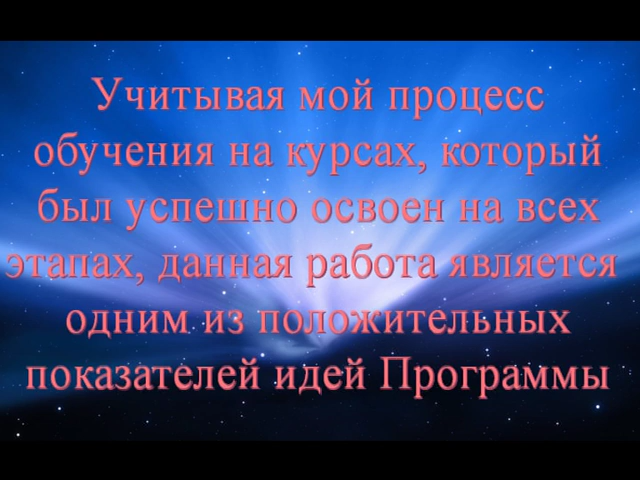 Учитывая мой процесс
обучения на курсах, который
был успешно освоен на всех
этапах, данная работа является
одним из положительных
показателей идей Программы